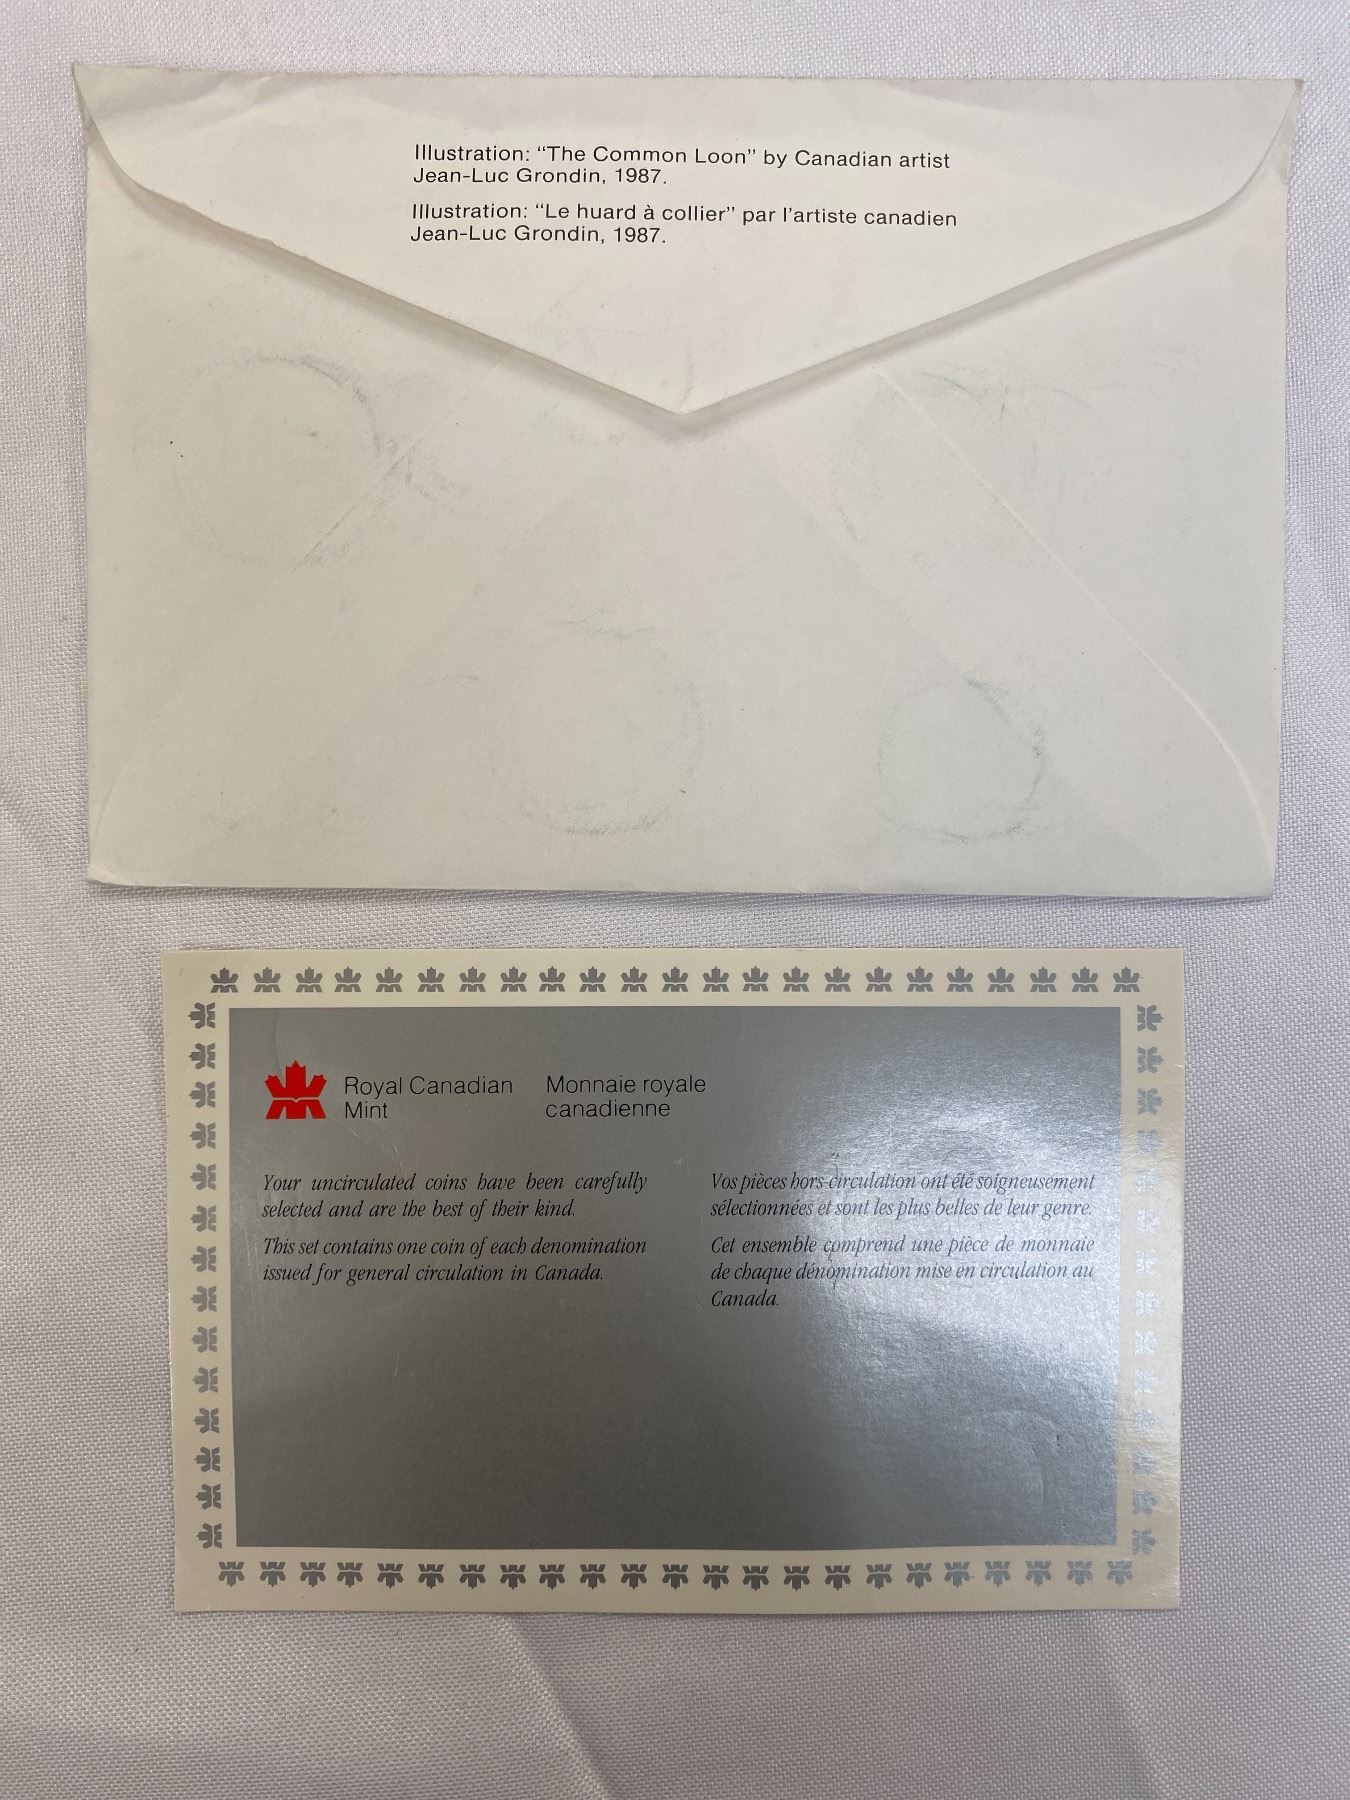 Illustration: “The Common Loon” by Canadian artist
Jean-Luc Grondin, 1987.
Illustration: “Le huard à collier” par l’artiste canadien
Jean-Luc Grondin, 1987.
Royal Canadian
Mint
Monnaie royale
canadienne
Your uncirculated coins have been carefully
selected and are the best of their kind.
This set contains one coin of each denomination
issued for general circulation in Canada.
Vos pièces hors circulation ont été soigneusement
sélectionnées et sont les plus belles de leur genre.
Cet ensemble comprend une pièce de monnaie
de chaque dénomination mise en circulation au
Canada.